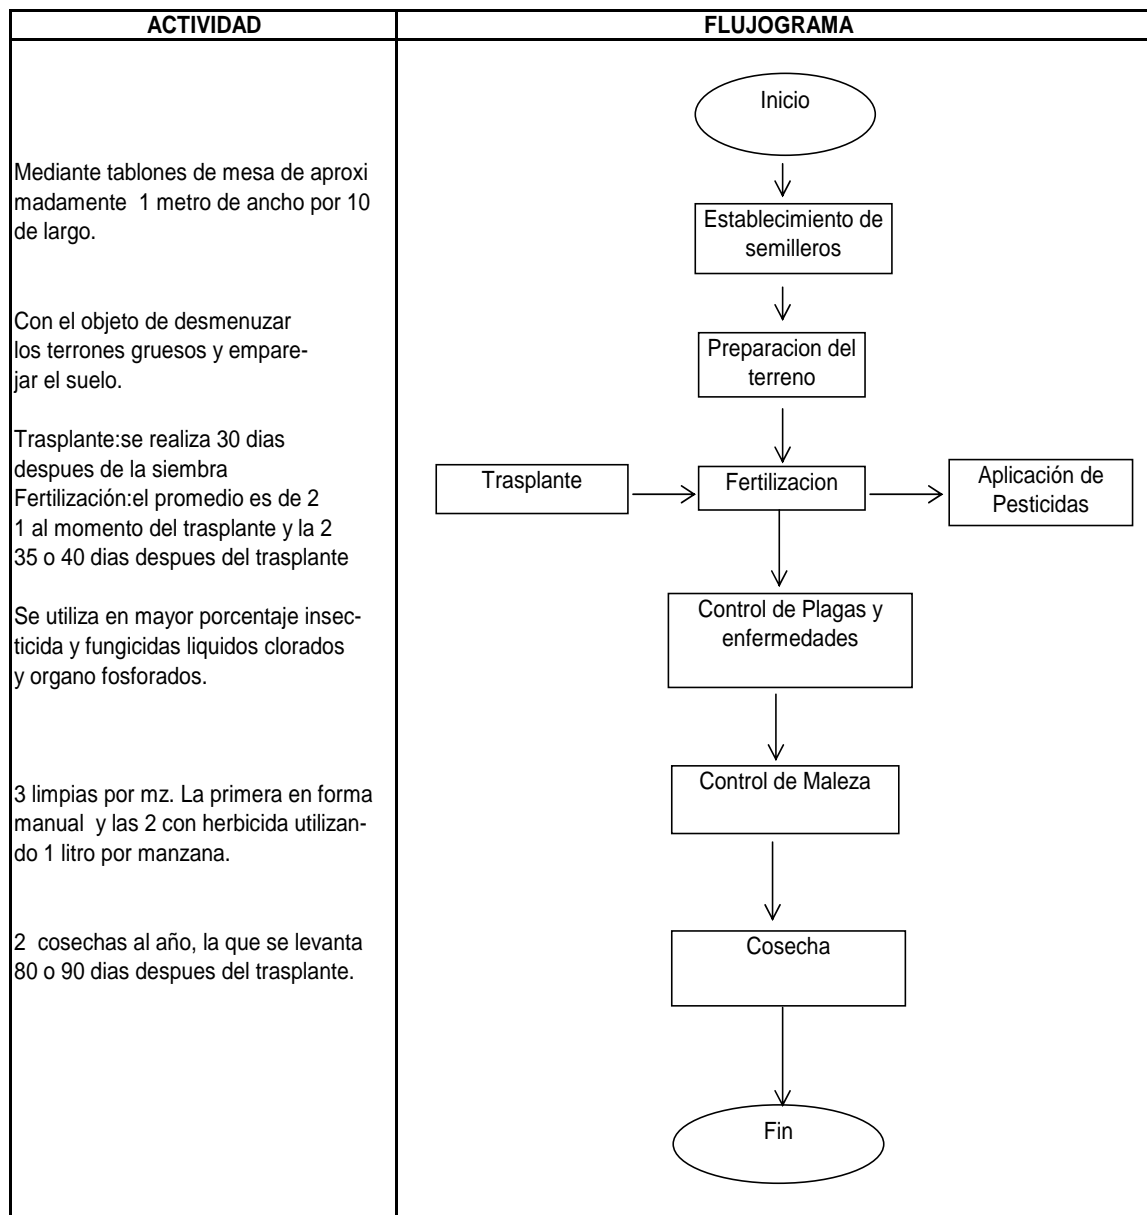 ACTIVIDAD
FLUJOGRAMA
Inicio
Mediante tablones de mesa de aproxi
madamente 1 metro de ancho por 10
de largo.
Establecimiento de
semilleros
Con el objeto de desmenuzar
los terrones gruesos y empare-
jar el suelo.
Preparacion del
terreno
Trasplante:se realiza 30 dias
despues de la siembra
Fertilización:el promedio es de 2
1 al momento del trasplante y la 2
35 o 40 dias despues del trasplante
Trasplante
Fertilizacion
Aplicación de
Pesticidas
Se utiliza en mayor porcentaje insec-
ticida y fungicidas liquidos clorados
y organo fosforados.
Control de Plagas y
enfermedades
3 limpias por mz. La primera en forma
manual y las 2 con herbicida utilizan-
do 1 litro por manzana.
Control de Maleza
2 cosechas al año, la que se levanta
80 o 90 dias despues del trasplante.
Cosecha
Fin